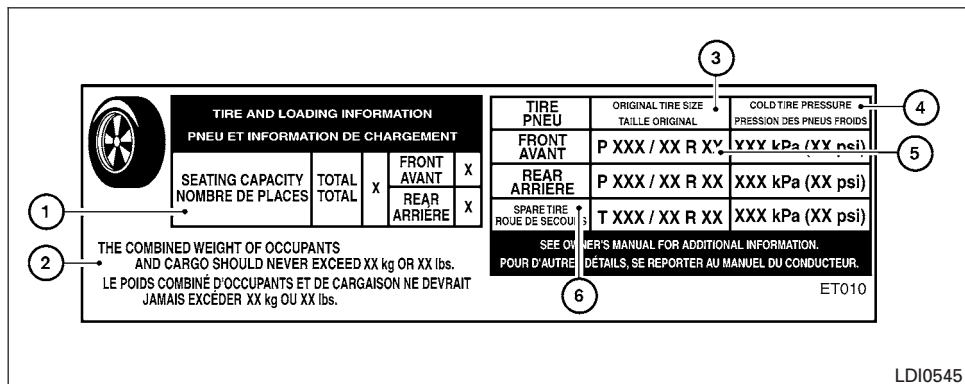 3
TIRE AND LOADING INFORMATION
PNEU ET INFORMATION DE CHARGEMENT
SEATING CAPACITY
NOMBRE DE PLACES
TOTAL
TOTAL
X
FRONT
AVANT
X
REAR
ARRIÈRE
X
1
2
THE COMBINED WEIGHT OF OCCUPANTS
AND CARGO SHOULD NEVER EXCEED XX kg OR XX lbs.
LE POIDS COMBINÉ D'OCCUPANTS ET DE CARGAISON NE DEVRAIT
JAMAIS EXCÉDER XX kg OU XX lbs.
TIRE
PNEU
ORIGINAL TIRE SIZE
TAILLE ORIGINAL
COLD TIRE PRESSURE
PRESSION DES PNEUS FROIDS
4
FRONT
AVANT
P XXX / XX R XX
XXX kPa (XX psi)
5
REAR
ARRIÈRE
P XXX / XX R XX
XXX kPa (XX psi)
SPARE TIRE
ROUE DE SECOURS
T XXX / XX R XX
XXX kPa (XX psi)
SEE OWNER'S MANUAL FOR ADDITIONAL INFORMATION.
POUR D'AUTRES DÉTAILS, SE REPORTER AU MANUEL DU CONDUCTEUR.
6
ET010
LDI0545